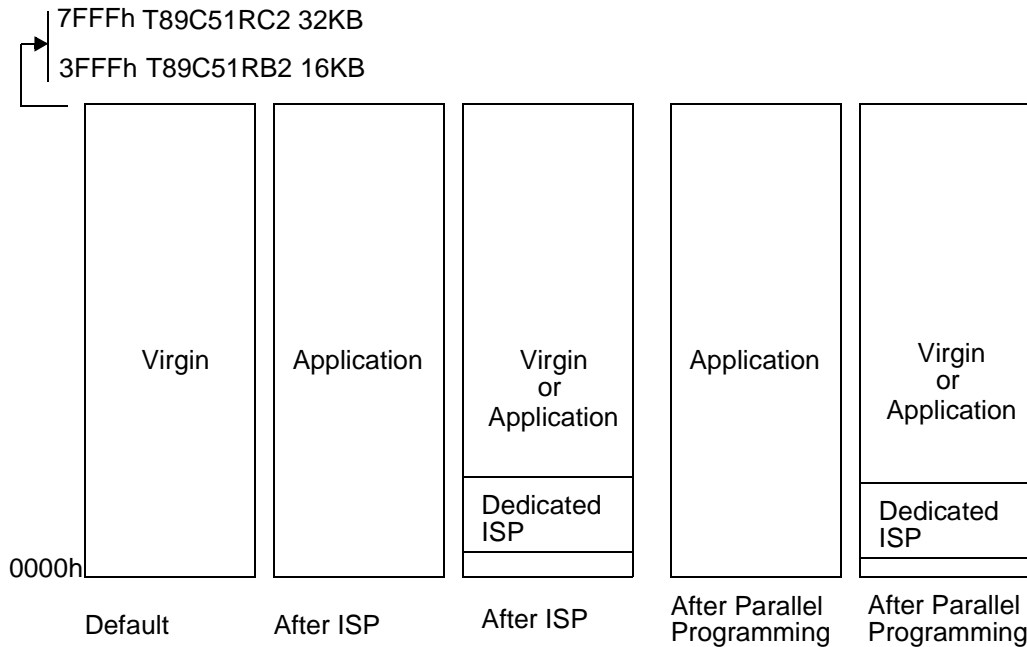 7FFFh T89C51RC2 32KB
3FFFh T89C51RB2 16KB
Virgin
Application
Virgin
or
Application
Application
Virgin
or
Application
Dedicated
ISP
Dedicated
ISP
0000h
Default
After ISP
After ISP
After Parallel
Programming
After Parallel
Programming